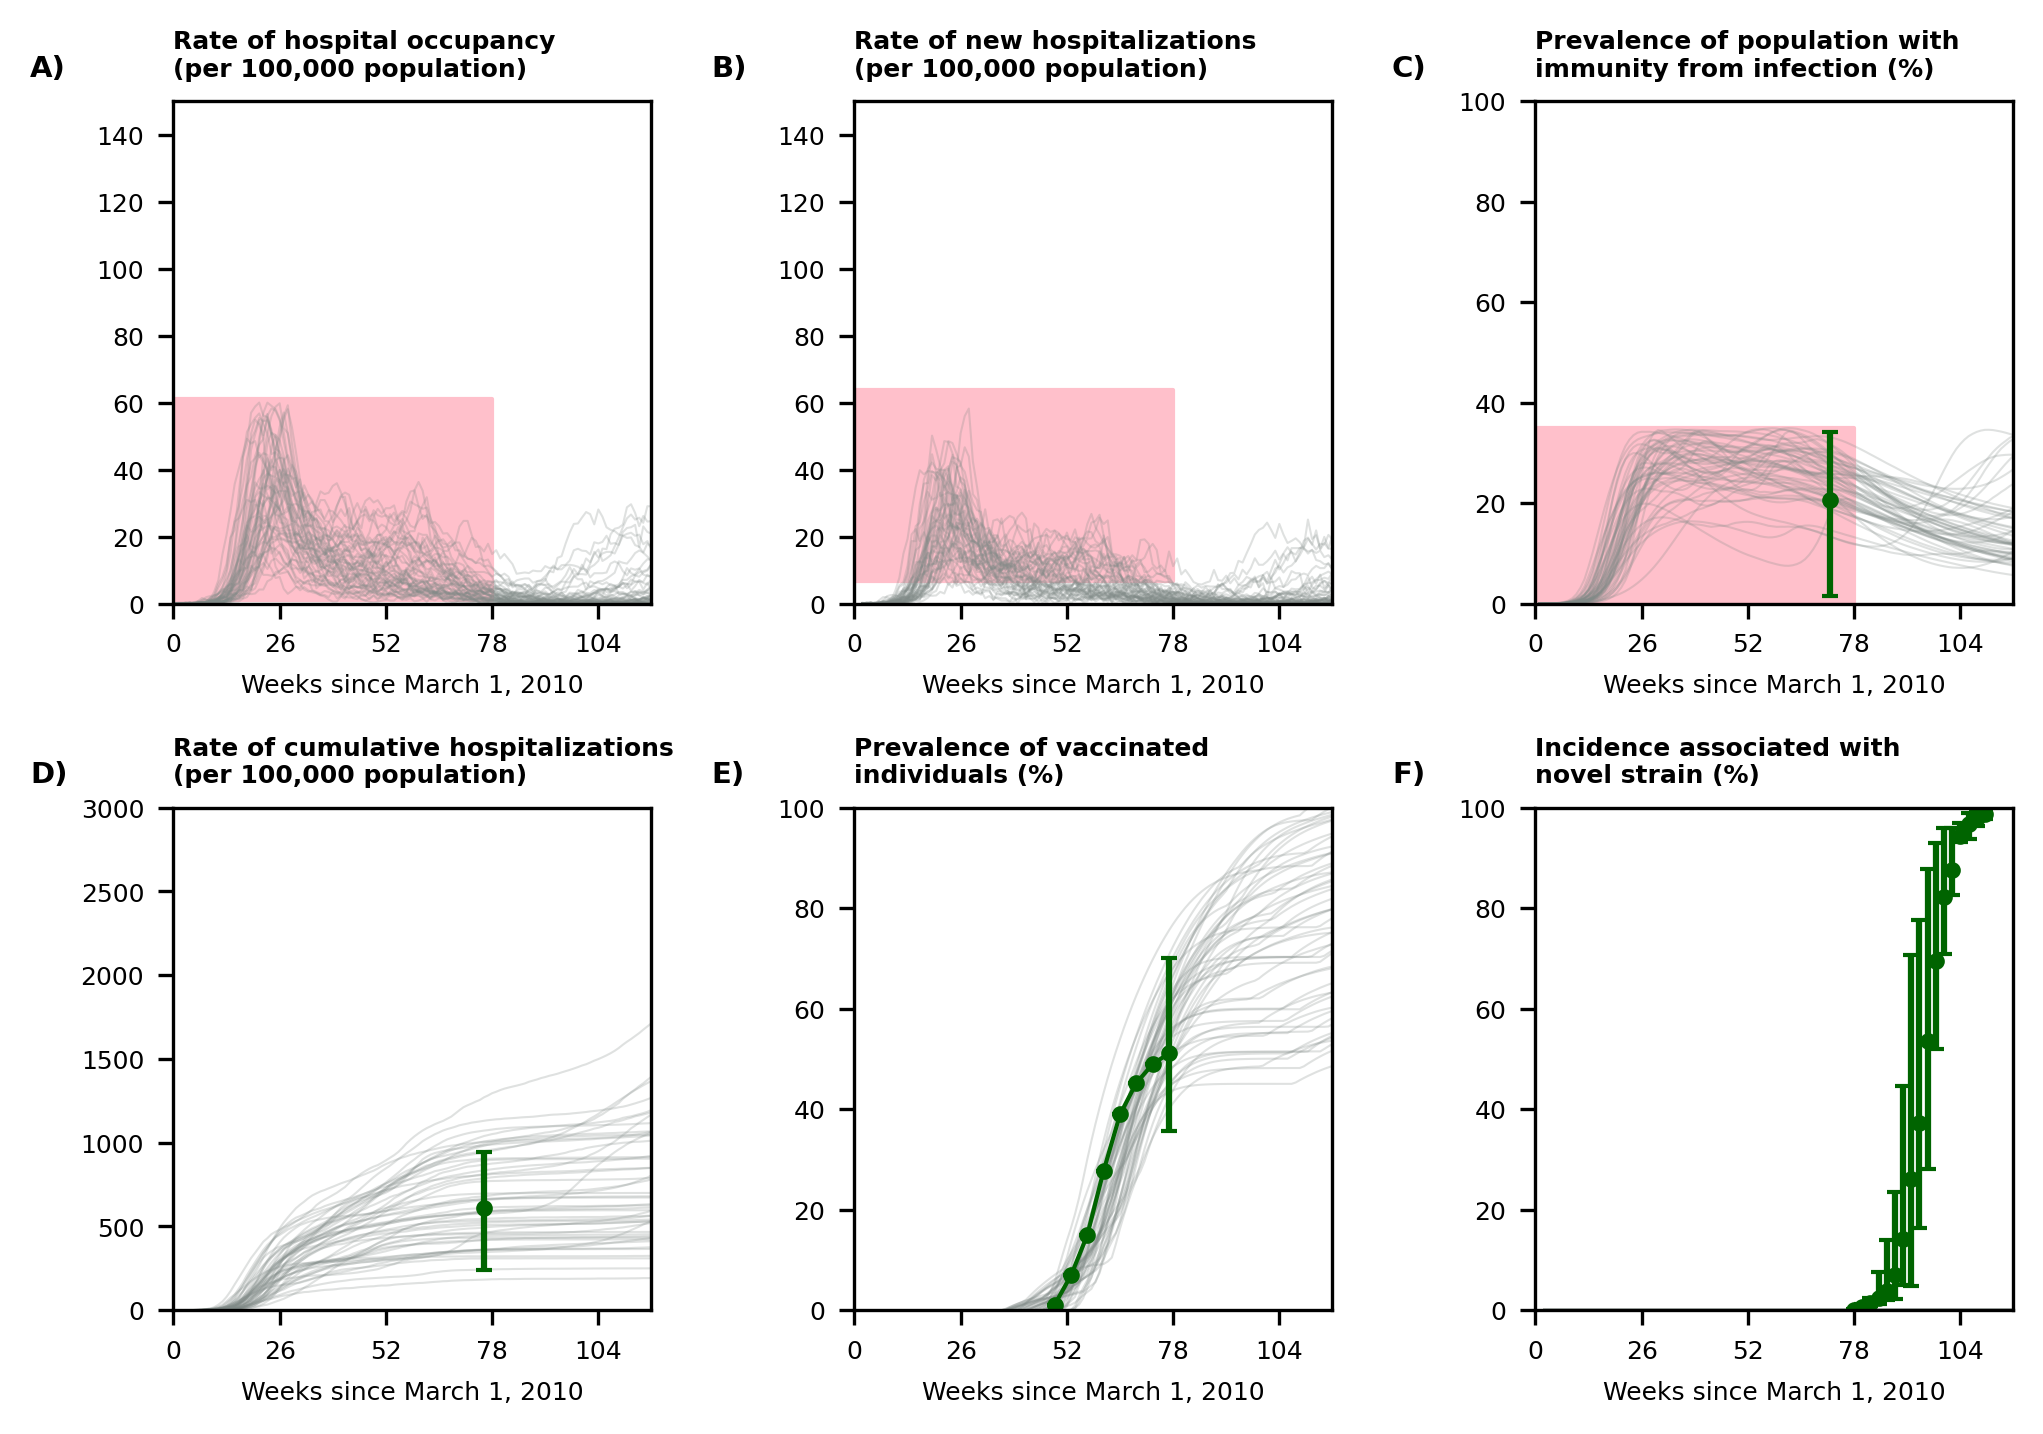 A)
Rate of hospital occupancy
(per 100,000 population)
140
120
100
80
60
40
20
0
0 26 52 78 104
Weeks since March 1, 2010
B)
Rate of new hospitalizations
(per 100,000 population)
140
120
100
80
60
40
20
0
0 26 52 78 104
Weeks since March 1, 2010
C)
Prevalence of population with
immunity from infection (%)
100
80
60
40
20
0
0 26 52 78 104
Weeks since March 1, 2010
D)
Rate of cumulative hospitalizations
(per 100,000 population)
3000
2500
2000
1500
1000
500
0
0 26 52 78 104
Weeks since March 1, 2010
E)
Prevalence of vaccinated
individuals (%)
100
80
60
40
20
0
0 26 52 78 104
Weeks since March 1, 2010
F)
Incidence associated with
novel strain (%)
100
80
60
40
20
0
0 26 52 78 104
Weeks since March 1, 2010